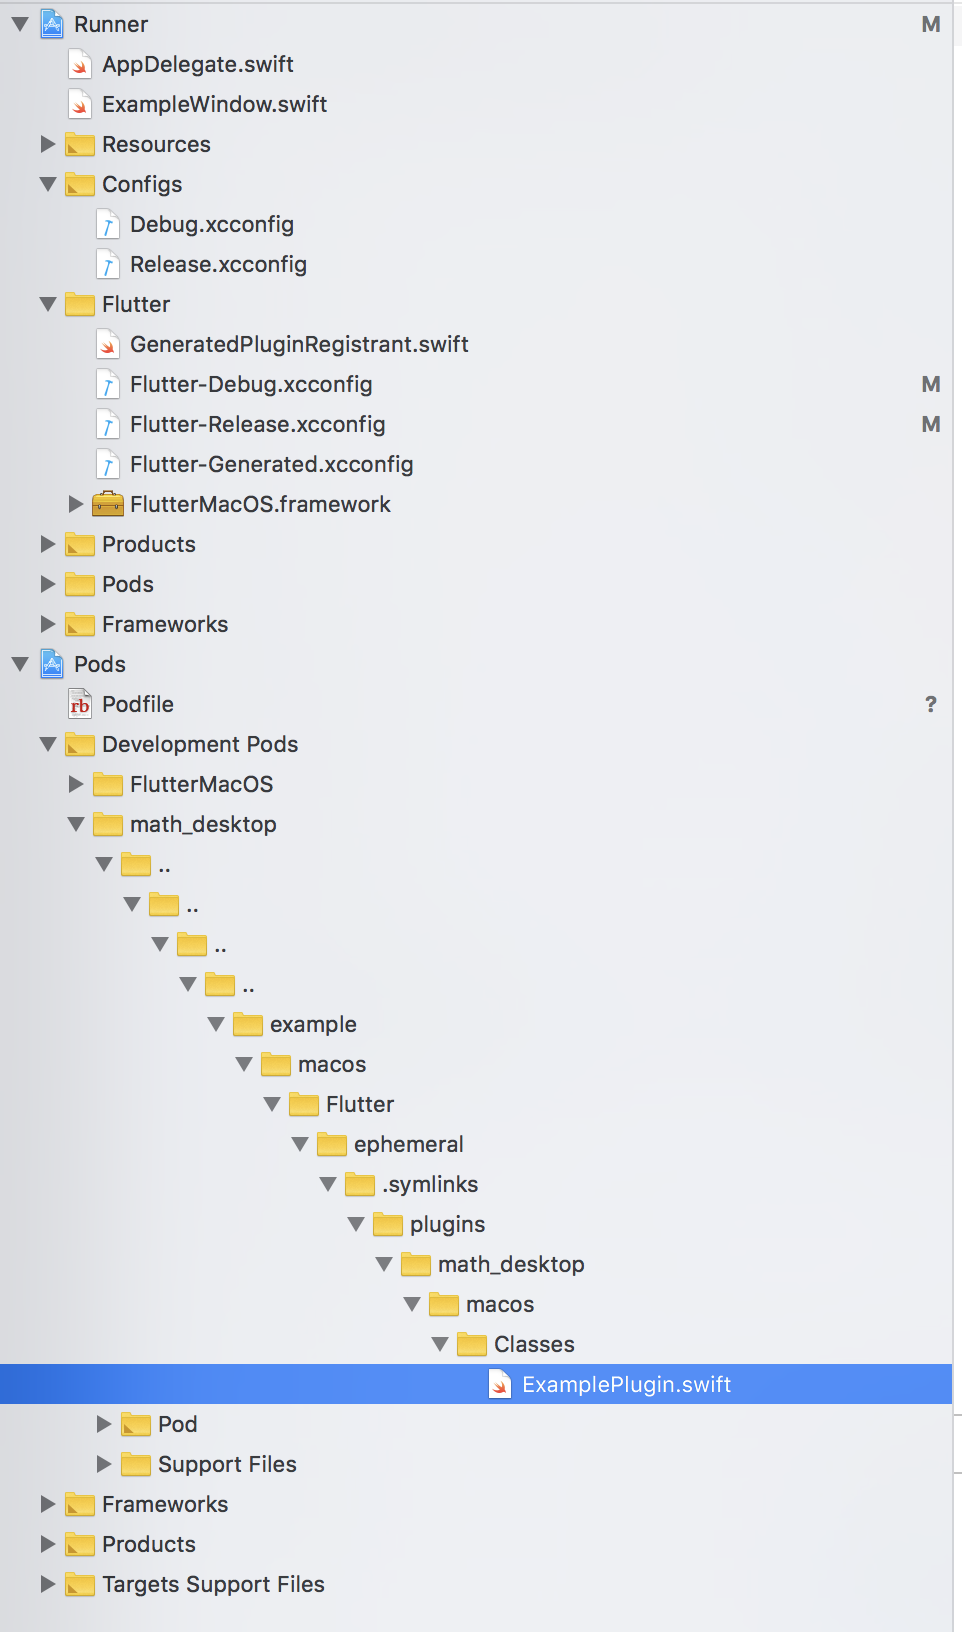 Runner M
AppDelegate.swift
ExampleWindow.swift
Resources
Configs
Debug.xcconfig
Release.xcconfig
Flutter
GeneratedPluginRegistrant.swift
Flutter-Debug.xcconfig M
Flutter-Release.xcconfig M
Flutter-Generated.xcconfig
FlutterMacOS.framework
Products
Pods
Frameworks
Pods
rb Podfile ?
Development Pods
FlutterMacOS
math_desktop
..
..
..
..
example
macos
Flutter
ephemeral
.symlinks
plugins
math_desktop
macos
Classes
ExamplePlugin.swift
Pod
Support Files
Frameworks
Products
Targets Support Files